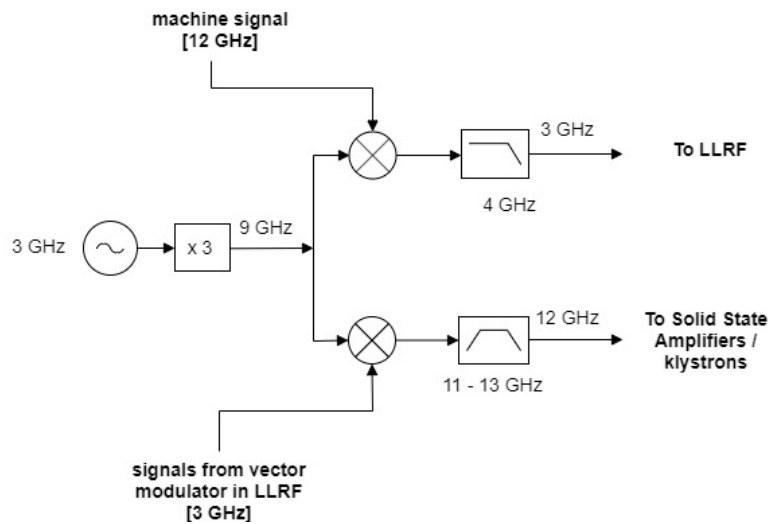 machine signal
[12 GHz]
3 GHz
To LLRF
4 GHz
9 GHz
3 GHz
x 3
12 GHz
To Solid State
Amplifiers /
klystrons
11 - 13 GHz
signals from vector
modulator in LLRF
[3 GHz]